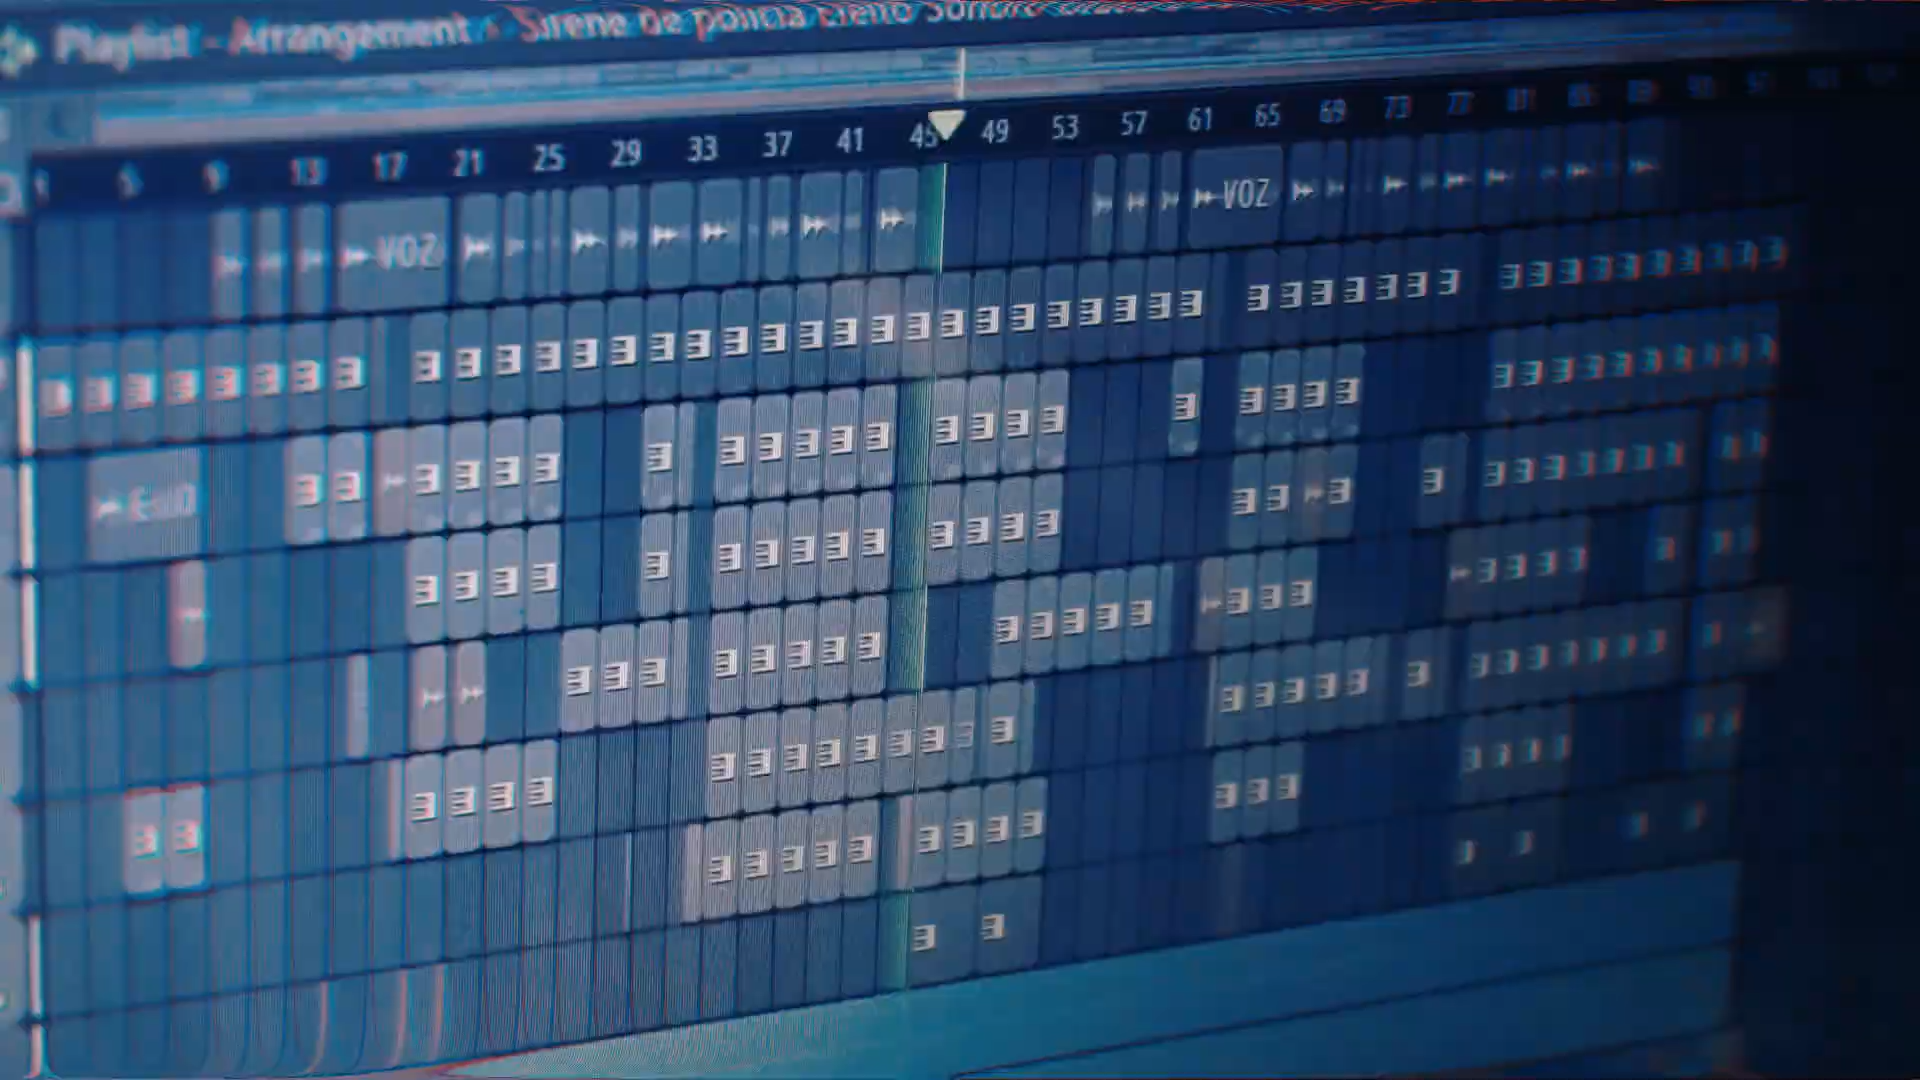 Playlist - Arrangement › Sirene de polícia Efeito Sonoro
1 5 9 13 17 21 25 29 33 37 41 45 49 53 57 61 65 69 73 77 81
VOZ VOZ